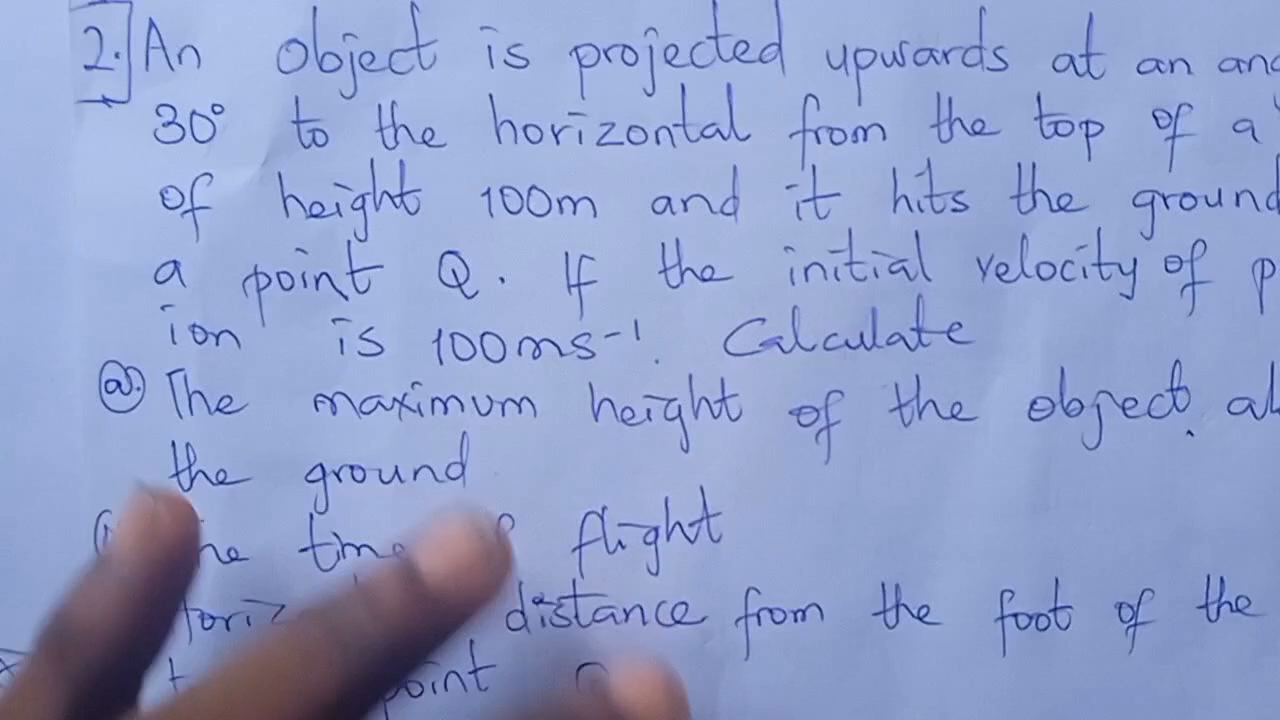 2. An object is projected upwards at an
30° to the horizontal from the top of a
of height 100m and it hits the ground
a point Q. If the initial velocity of
ion is 100ms⁻¹. Calculate
(a) The maximum height of the object
the ground
flight
distance from the foot of the
point